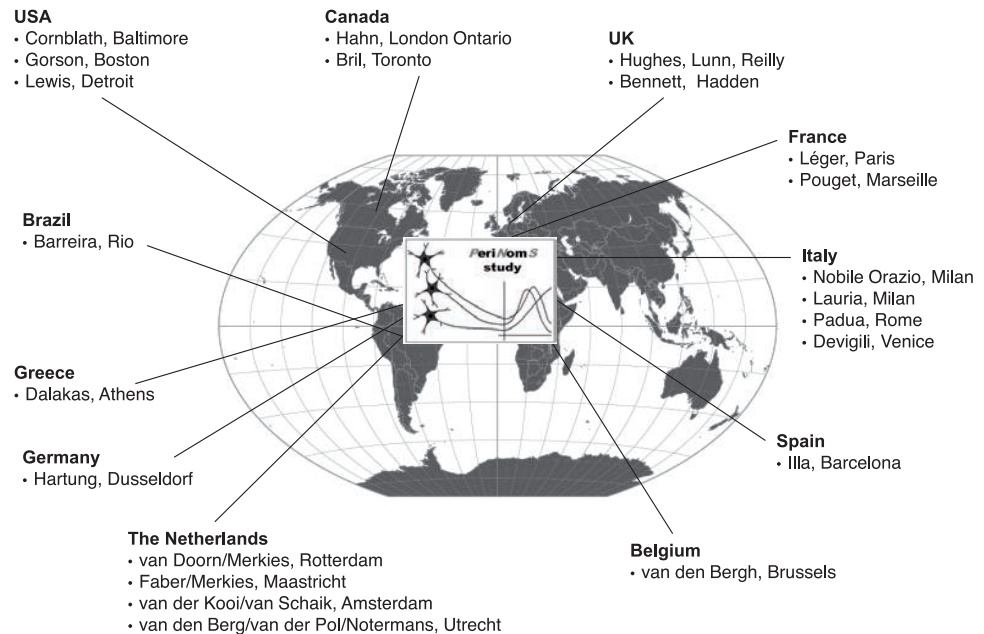 USA
• Cornblath, Baltimore
• Gorson, Boston
• Lewis, Detroit
Canada
• Hahn, London Ontario
• Bril, Toronto
UK
• Hughes, Lunn, Reilly
• Bennett, Hadden
France
• Léger, Paris
• Pouget, Marseille
Brazil
• Barreira, Rio
PeriNomS
study
Italy
• Nobile Orazio, Milan
• Lauria, Milan
• Padua, Rome
• Devigili, Venice
Greece
• Dalakas, Athens
Germany
• Hartung, Dusseldorf
Spain
• Illa, Barcelona
The Netherlands
• van Doorn/Merkies, Rotterdam
• Faber/Merkies, Maastricht
• van der Kooi/van Schaik, Amsterdam
• van den Berg/van der Pol/Notermans, Utrecht
Belgium
• van den Bergh, Brussels